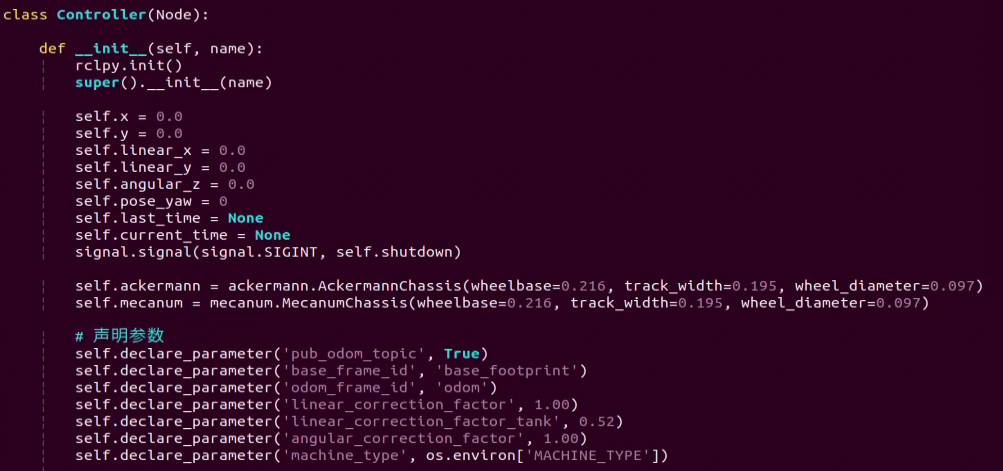 class Controller(Node):
def __init__(self, name):
rclpy.init()
super().__init__(name)
self.x = 0.0
self.y = 0.0
self.linear_x = 0.0
self.linear_y = 0.0
self.angular_z = 0.0
self.pose_yaw = 0
self.last_time = None
self.current_time = None
signal.signal(signal.SIGINT, self.shutdown)
self.ackermann = ackermann.AckermannChassis(wheelbase=0.216, track_width=0.195, wheel_diameter=0.097)
self.mecanum = mecanum.MecanumChassis(wheelbase=0.216, track_width=0.195, wheel_diameter=0.097)
# 声明参数
self.declare_parameter('pub_odom_topic', True)
self.declare_parameter('base_frame_id', 'base_footprint')
self.declare_parameter('odom_frame_id', 'odom')
self.declare_parameter('linear_correction_factor', 1.00)
self.declare_parameter('linear_correction_factor_tank', 0.52)
self.declare_parameter('angular_correction_factor', 1.00)
self.declare_parameter('machine_type', os.environ['MACHINE_TYPE'])